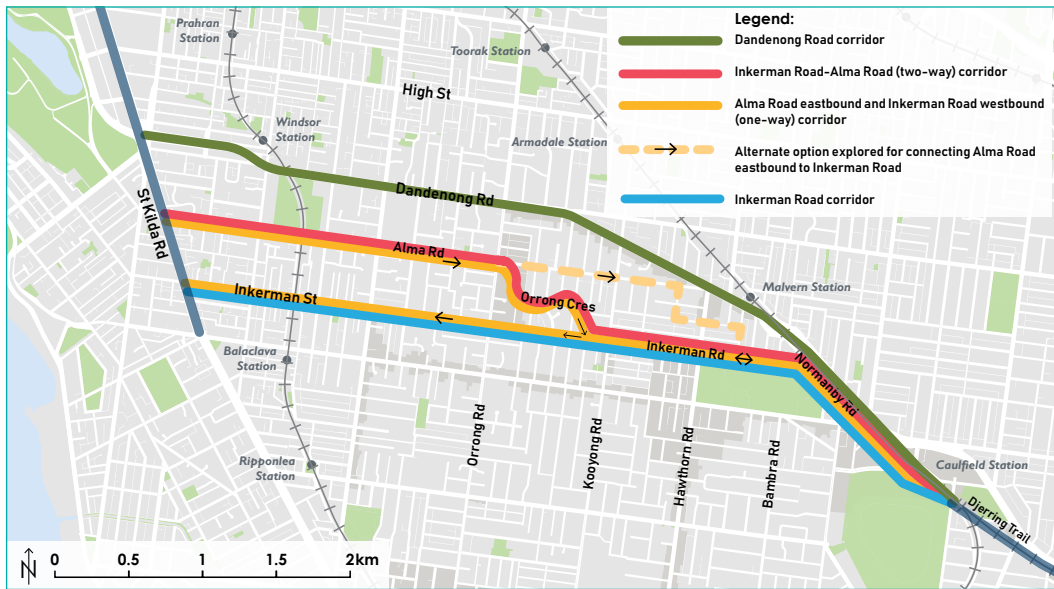 Legend:
Dandenong Road corridor
Inkerman Road-Alma Road (two-way) corridor
Alma Road eastbound and Inkerman Road westbound
(one-way) corridor
Alternate option explored for connecting Alma Road
eastbound to Inkerman Road
Inkerman Road corridor
Prahran
Station
Toorak Station
High St
Windsor
Station
Armadale Station
Dandenong Rd
St Kilda Rd
Alma Rd
Malvern Station
Inkerman St
Orrong Cres
Balaclava
Station
Inkerman Rd
Normanby Rd
Orrong Rd
Kooyong Rd
Hawthorn Rd
Bambra Rd
Ripponlea
Station
Caulfield Station
Djerring Trail
N
0 0.5 1 2km